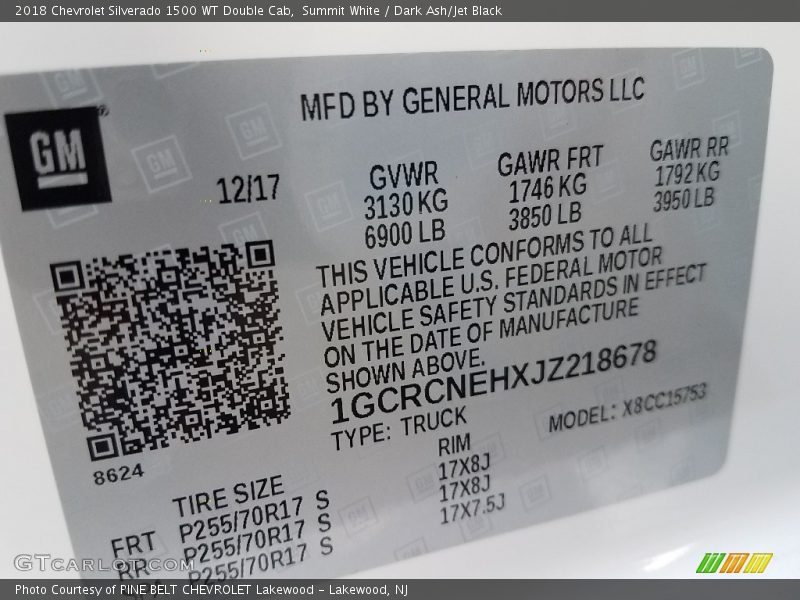 2018 Chevrolet Silverado 1500 WT Double Cab, Summit White / Dark Ash/Jet Black
MFD BY GENERAL MOTORS LLC
GM®
12/17
GVWR
3130 KG
6900 LB
GAWR FRT
1746 KG
3850 LB
GAWR RR
1792 KG
3950 LB
THIS VEHICLE CONFORMS TO ALL
APPLICABLE U.S. FEDERAL MOTOR
VEHICLE SAFETY STANDARDS IN EFFECT
ON THE DATE OF MANUFACTURE
SHOWN ABOVE.
1GCRCNEHXJZ218678
TYPE: TRUCK
MODEL: X8CC15753
8624
TIRE SIZE
RIM
FRT P255/70R17 S 17X8J
RR P255/70R17 S 17X8J
P255/70R17 S 17X7.5J
GTCarLot.com
Photo Courtesy of PINE BELT CHEVROLET Lakewood - Lakewood, NJ